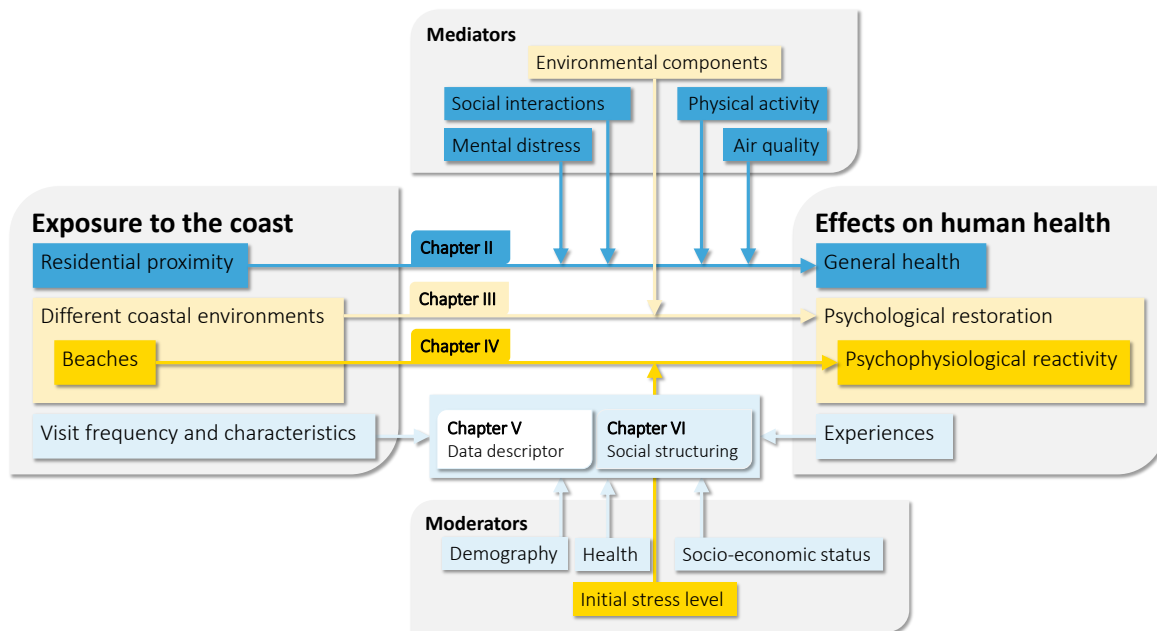 Mediators
Environmental components
Social interactions
Physical activity
Mental distress
Air quality
Exposure to the coast
Effects on human health
Residential proximity
Chapter II
General health
Different coastal environments
Chapter III
Psychological restoration
Beaches
Chapter IV
Psychophysiological reactivity
Visit frequency and characteristics
Chapter V
Data descriptor
Chapter VI
Social structuring
Experiences
Moderators
Demography
Health
Socio-economic status
Initial stress level